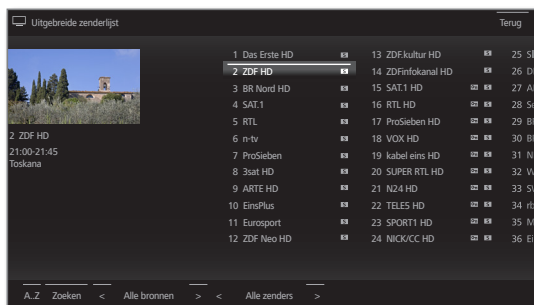 Uitgebreide zenderlijst
Terug
2 ZDF HD
21:00-21:45
Toskana
1 Das Erste HD
2 ZDF HD
3 BR Nord HD
4 SAT.1
5 RTL
6 n-tv
7 ProSieben
8 3sat HD
9 ARTE HD
10 EinsPlus
11 Eurosport
12 ZDF Neo HD
13 ZDF.kultur HD
14 ZDFinfokanal HD
15 SAT.1 HD
16 RTL HD
17 ProSieben HD
18 VOX HD
19 kabel eins HD
20 SUPER RTL HD
21 N24 HD
22 TELE5 HD
23 SPORT1 HD
24 NICK/CC HD
25
26
27
28
29
30
31
32
33
34
35
36
A..Z Zoeken < Alle bronnen > < Alle zenders >